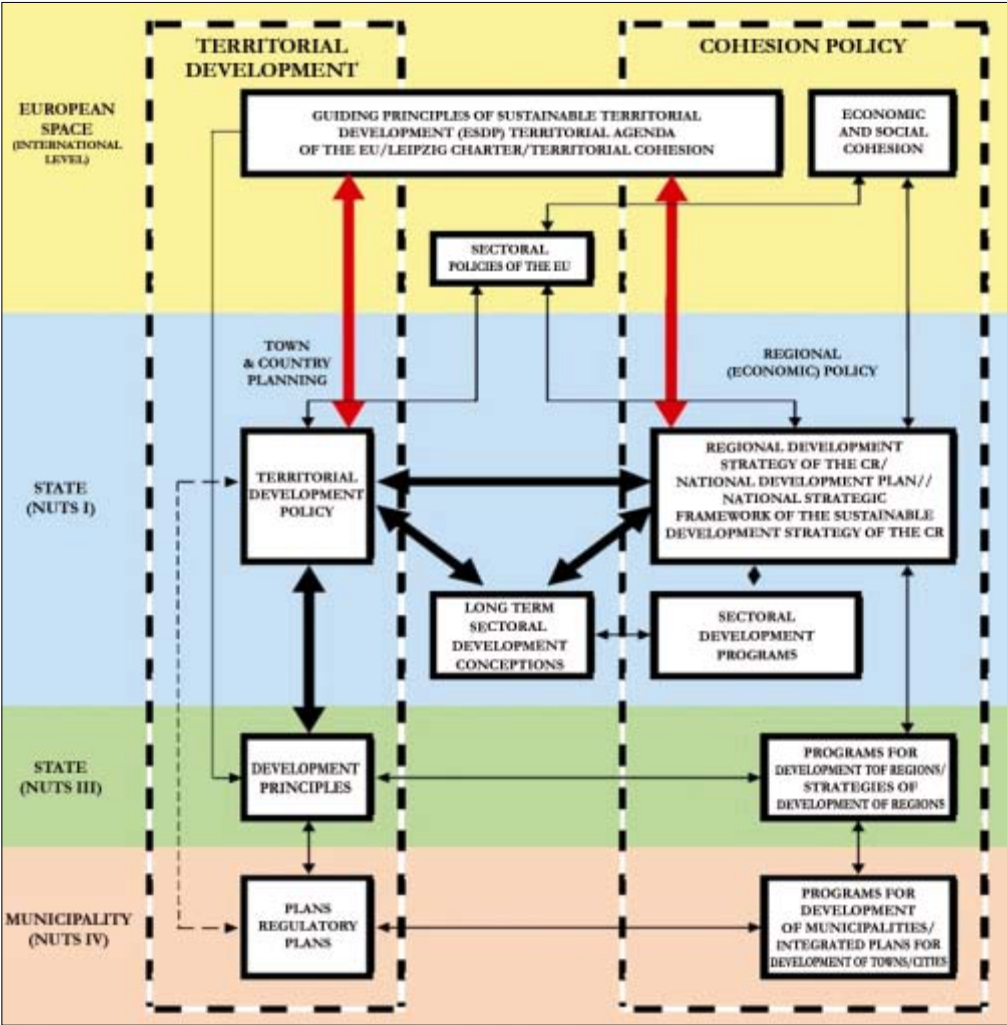 TERRITORIAL
DEVELOPMENT
COHESION POLICY
EUROPEAN
SPACE
(INTERNATIONAL
LEVEL)
GUIDING PRINCIPLES OF SUSTAINABLE TERRITORIAL
DEVELOPMENT (ESDP) TERRITORIAL AGENDA
OF THE EU/LEIPZIG CHARTER/TERRITORIAL COHESION
ECONOMIC
AND SOCIAL
COHESION
SECTORAL
POLICIES OF THE EU
TOWN
& COUNTRY
PLANNING
REGIONAL
(ECONOMIC) POLICY
STATE
(NUTS I)
TERRITORIAL
DEVELOPMENT
POLICY
REGIONAL DEVELOPMENT
STRATEGY OF THE CR/
NATIONAL DEVELOPMENT PLAN//
NATIONAL STRATEGIC
FRAMEWORK OF THE SUSTAINABLE
DEVELOPMENT STRATEGY OF THE CR
LONG TERM
SECTORAL
DEVELOPMENT
CONCEPTIONS
SECTORAL
DEVELOPMENT
PROGRAMS
STATE
(NUTS III)
DEVELOPMENT
PRINCIPLES
PROGRAMS FOR
DEVELOPMENT TOF REGIONS/
STRATEGIES OF
DEVELOPMENT OF REGIONS
MUNICIPALITY
(NUTS IV)
PLANS
REGULATORY
PLANS
PROGRAMS FOR
DEVELOPMENT
OF MUNICIPALITIES/
INTEGRATED PLANS FOR
DEVELOPMENT OF TOWNS/CITIES